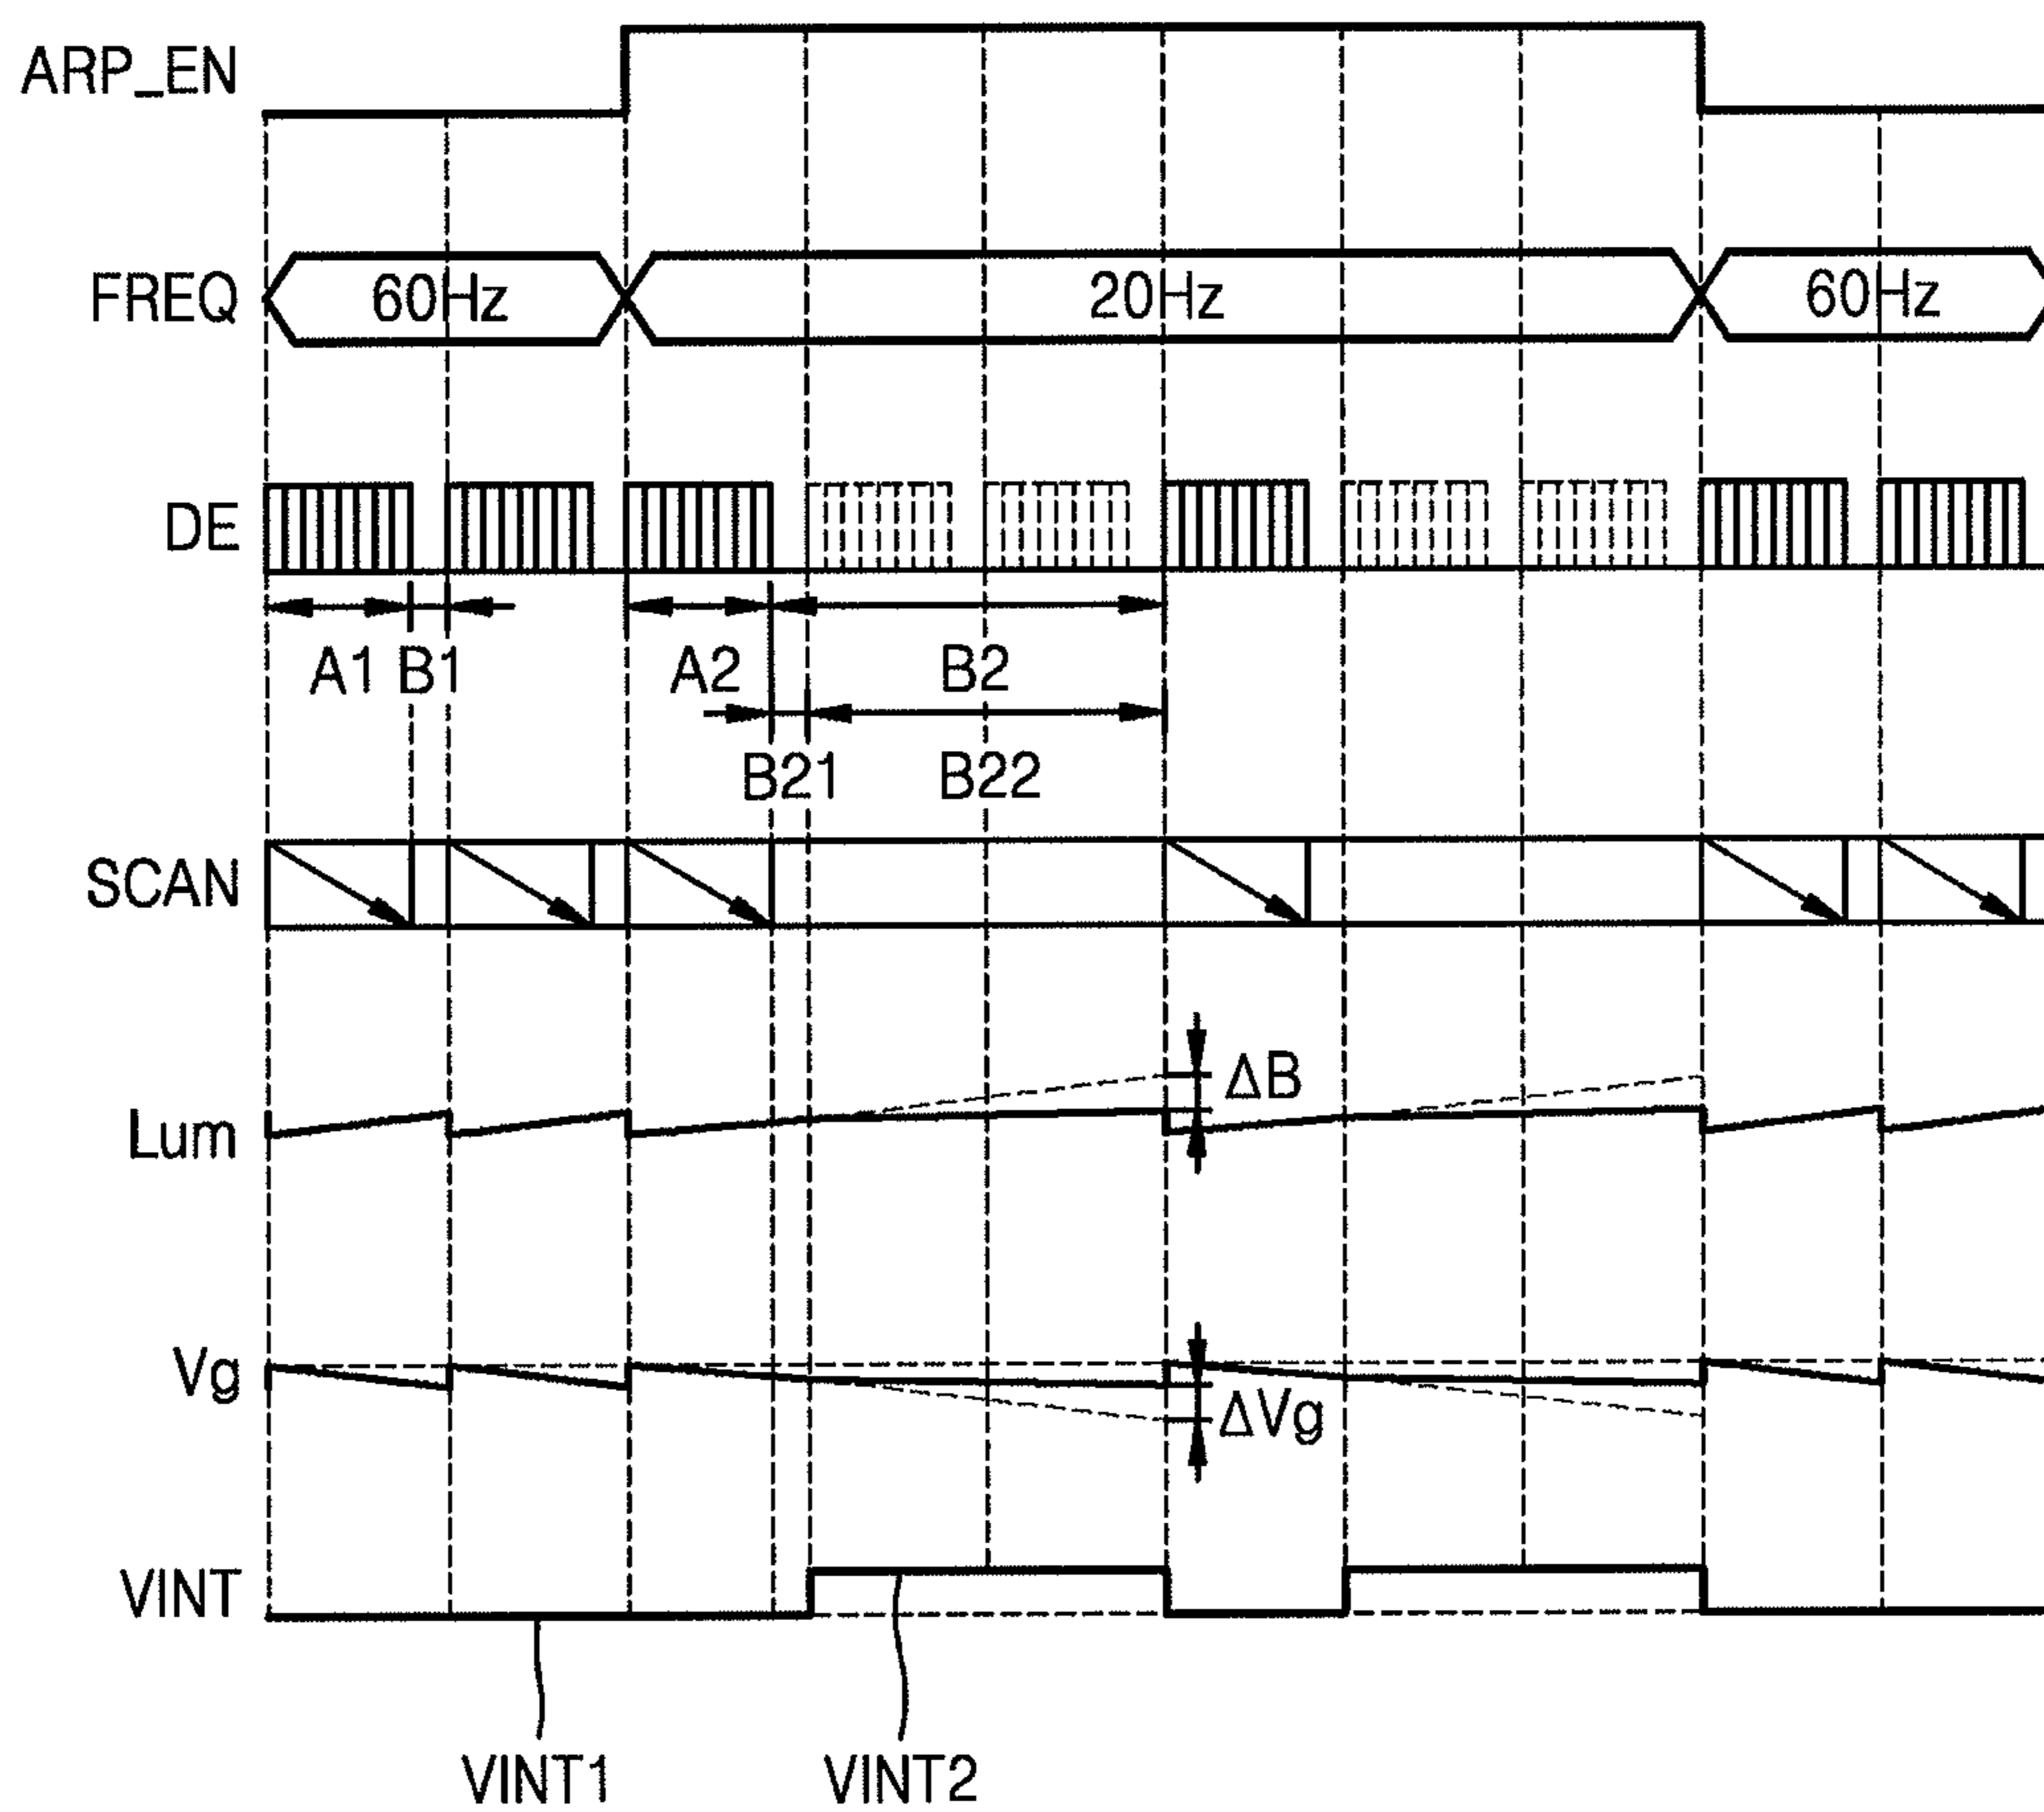 ARP_EN
FREQ
60Hz
20Hz
60Hz
DE
A1
B1
A2
B2
B21
B22
SCAN
ΔB
Lum
Vg
ΔVg
VINT
VINT1
VINT2